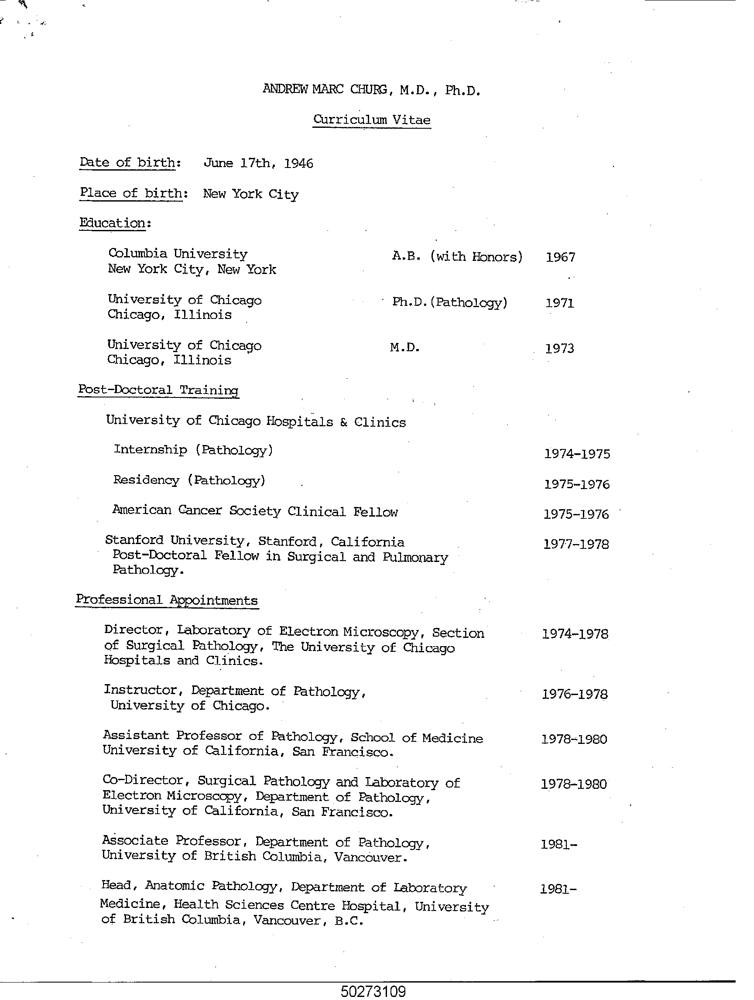 ANDREW MARC CHURG, M.D., Ph.D.
Curriculum Vitae
Date of birth: June 17th, 1946
Place of birth: New York City
Education:
Columbia University A.B. (with Honors) 1967
New York City, New York
University of Chicago Ph.D.(Pathology) 1971
Chicago, Illinois
University of Chicago M.D. 1973
Chicago, Illinois
Post-Doctoral Training
University of Chicago Hospitals & Clinics
Internship (Pathology) 1974-1975
Residency (Pathology) 1975-1976
American Cancer Society Clinical Fellow 1975-1976
Stanford University, Stanford, California 1977-1978
Post-Doctoral Fellow in Surgical and Pulmonary
Pathology.
Professional Appointments
Director, Laboratory of Electron Microscopy, Section 1974-1978
of Surgical Pathology, The University of Chicago
Hospitals and Clinics.
Instructor, Department of Pathology, 1976-1978
University of Chicago.
Assistant Professor of Pathology, School of Medicine 1978-1980
University of California, San Francisco.
Co-Director, Surgical Pathology and Laboratory of 1978-1980
Electron Microscopy, Department of Pathology,
University of California, San Francisco.
Associate Professor, Department of Pathology, 1981-
University of British Columbia, Vancouver.
Head, Anatomic Pathology, Department of Laboratory 1981-
Medicine, Health Sciences Centre Hospital, University
of British Columbia, Vancouver, B.C.
50273109